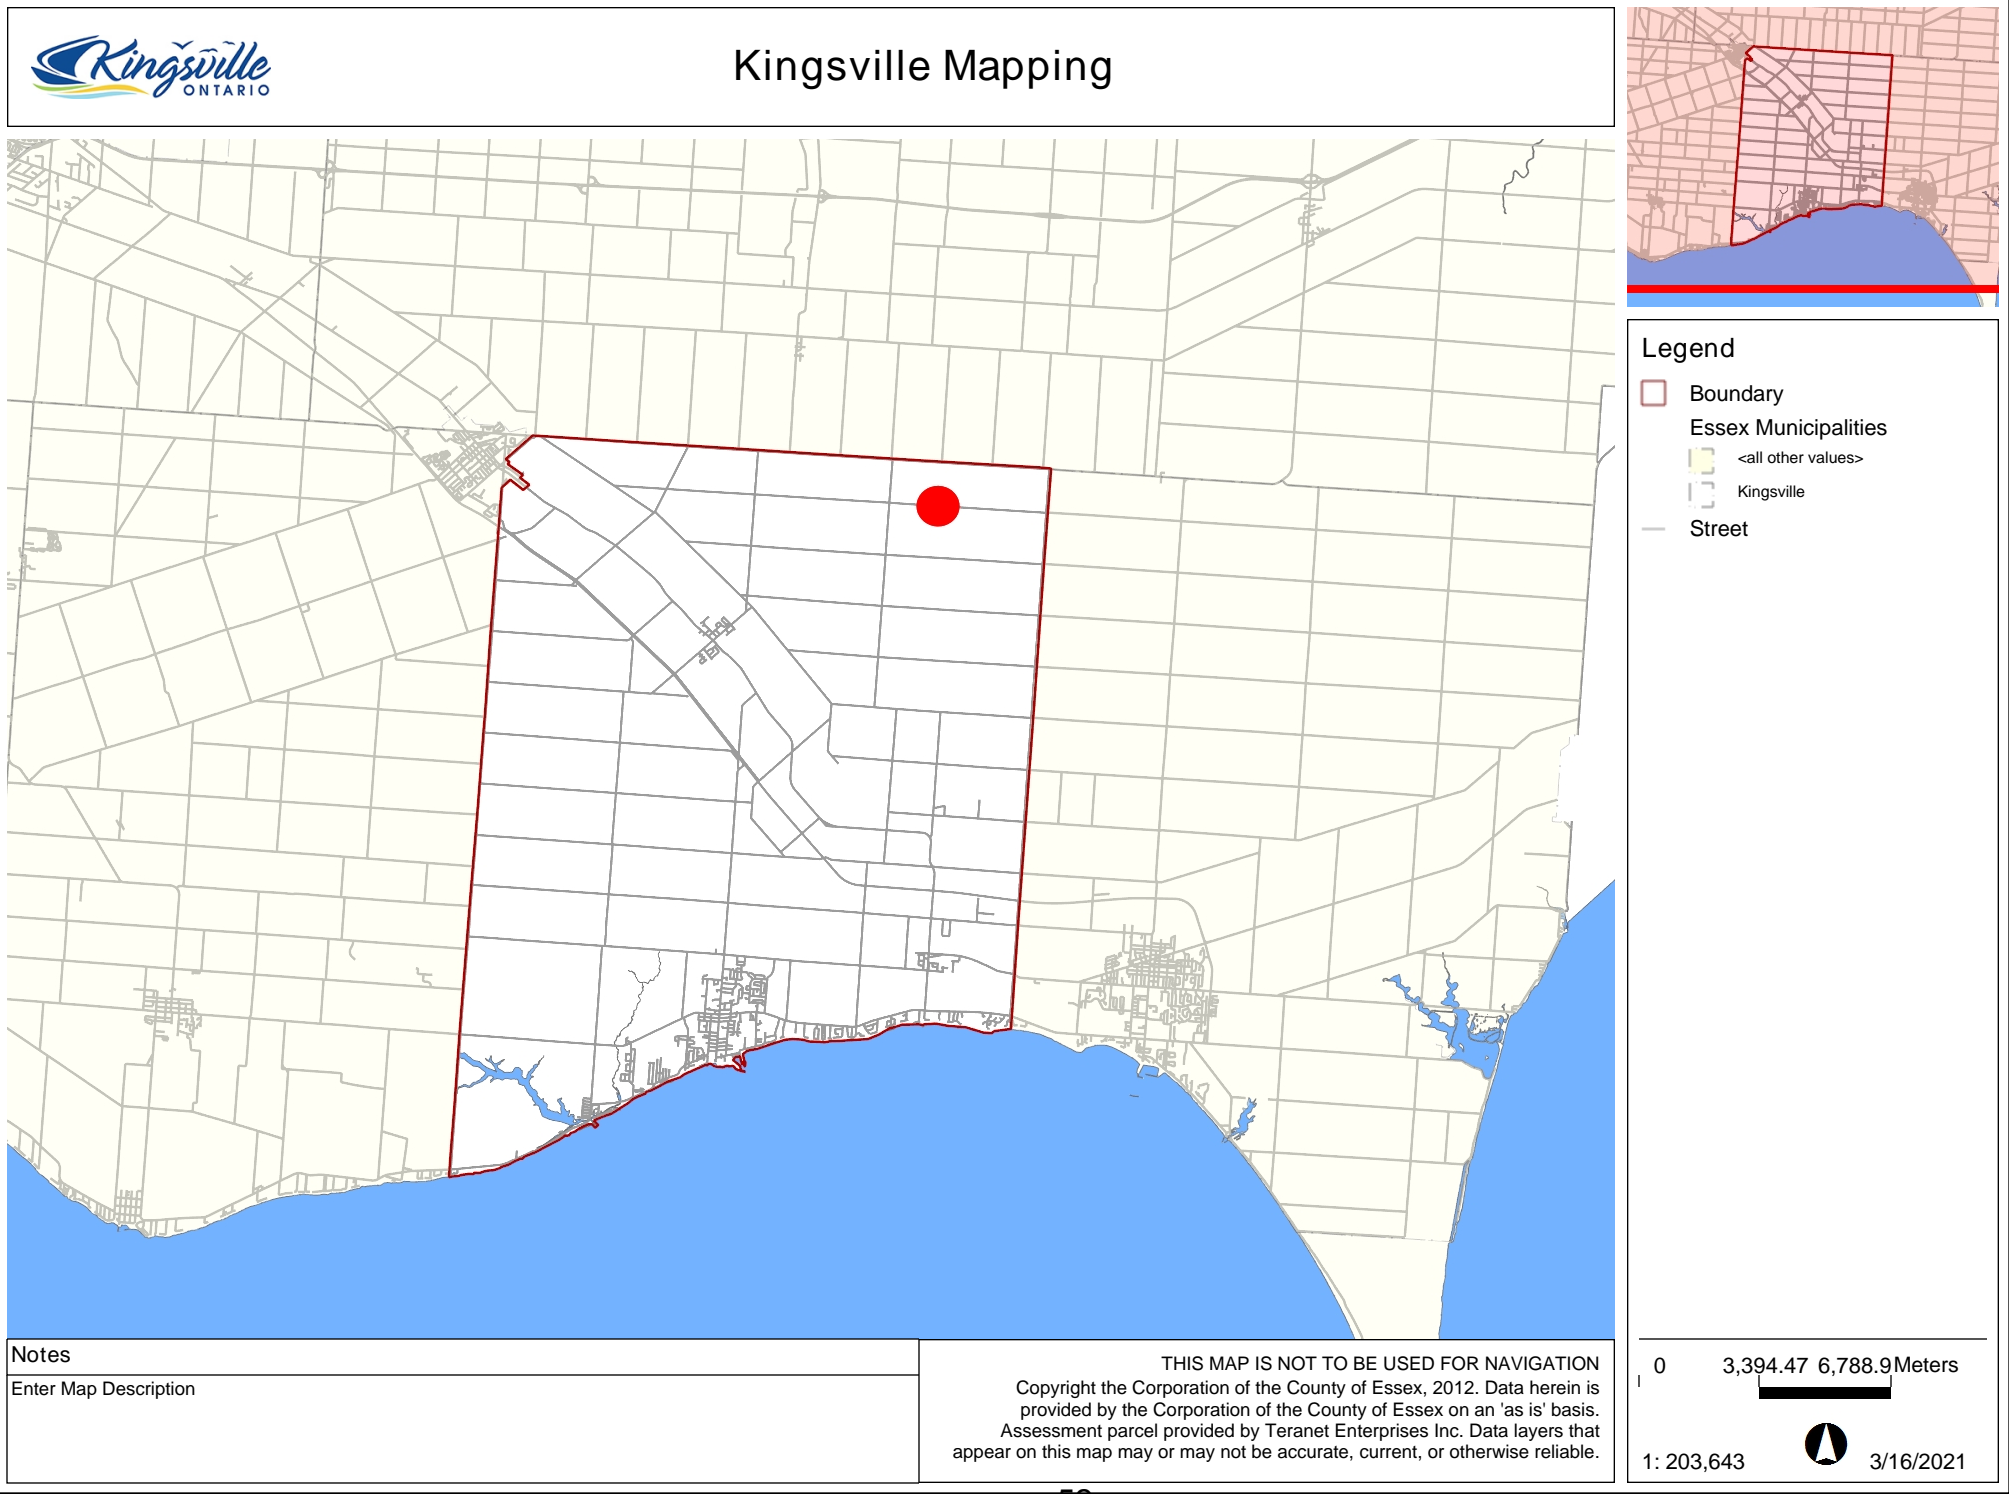 Kingsville
ONTARIO
Kingsville Mapping
Legend
Boundary
Essex Municipalities
<all other values>
Kingsville
Street
Notes
Enter Map Description
THIS MAP IS NOT TO BE USED FOR NAVIGATION
Copyright the Corporation of the County of Essex, 2012. Data herein is
provided by the Corporation of the County of Essex on an 'as is' basis.
Assessment parcel provided by Teranet Enterprises Inc. Data layers that
appear on this map may or may not be accurate, current, or otherwise reliable.
0 3,394.47 6,788.9 Meters
1: 203,643
3/16/2021